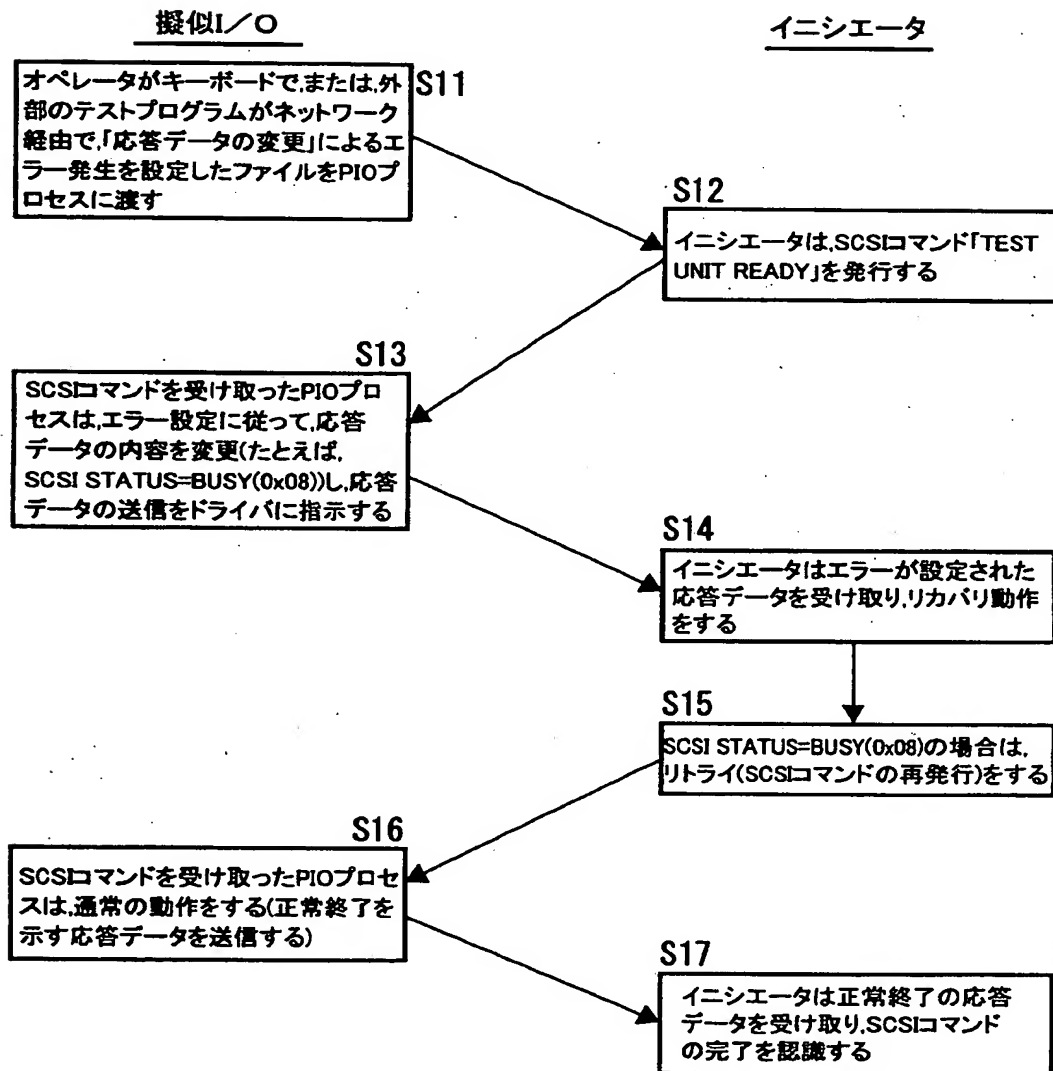 擬似I/O
イニシエータ
S11
オペレータがキーボードで,または,外
部のテストプログラムがネットワーク
経由で,「応答データの変更」によるエ
ラー発生を設定したファイルをPIOプ
ロセスに渡す
S12
イニシエータは,SCSIコマンド「TEST
UNIT READY」を発行する
S13
SCSIコマンドを受け取ったPIOプロ
セスは,エラー設定に従って,応答
データの内容を変更(たとえば,
SCSI STATUS=BUSY(0x08))し,応答
データの送信をドライバに指示する
S14
イニシエータはエラーが設定された
応答データを受け取り,リカバリ動作
をする
S15
SCSI STATUS=BUSY(0x08)の場合は,
リトライ(SCSIコマンドの再発行)をする
S16
SCSIコマンドを受け取ったPIOプロセ
スは,通常の動作をする(正常終了を
示す応答データを送信する)
S17
イニシエータは正常終了の応答
データを受け取り,SCSIコマンド
の完了を認識する